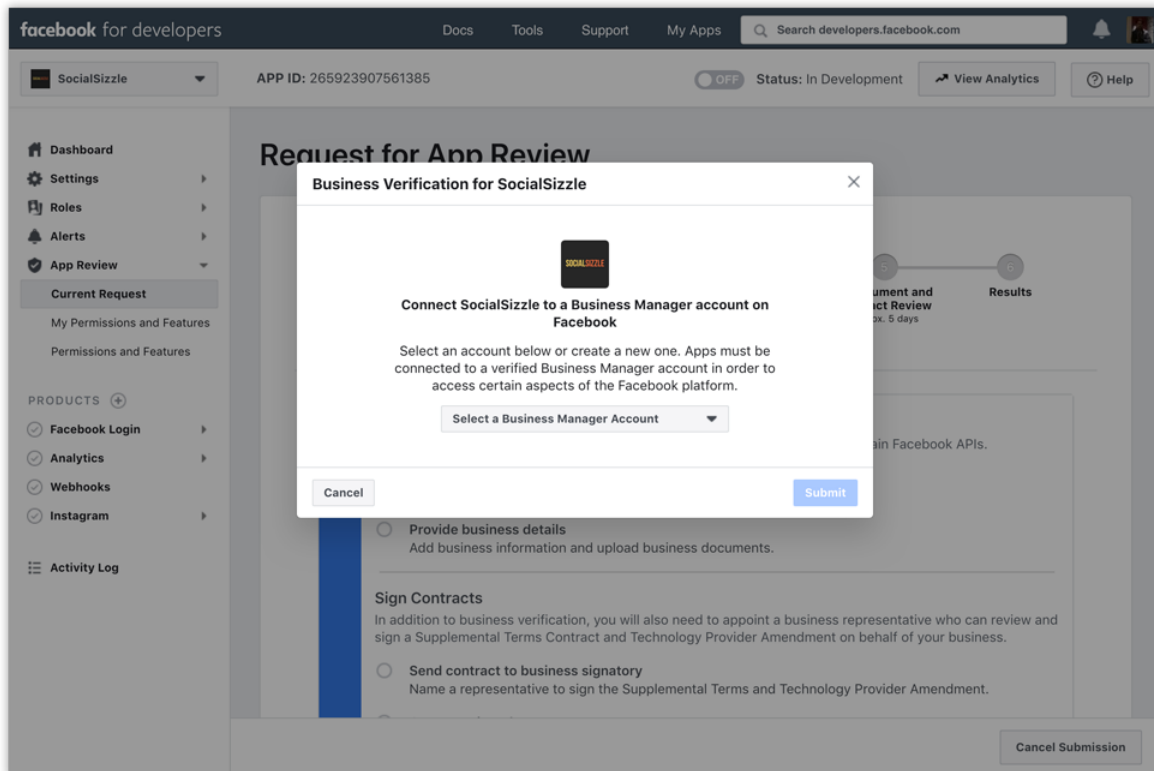 facebook for developers
Docs
Tools
Support
My Apps
Search developers.facebook.com
SocialSizzle
APP ID: 265923907561385
OFF
Status: In Development
View Analytics
Help
Dashboard
Settings
Roles
Alerts
App Review
Current Request
My Permissions and Features
Permissions and Features
PRODUCTS
Facebook Login
Analytics
Webhooks
Instagram
Activity Log
Request for App Review
Business Verification for SocialSizzle
SOCIALSIZZLE
Connect SocialSizzle to a Business Manager account on
Facebook
Select an account below or create a new one. Apps must be
connected to a verified Business Manager account in order to
access certain aspects of the Facebook platform.
Select a Business Manager Account
Cancel
Submit
5
6
and
Review
5 days
Results
Facebook APIs.
Provide business details
Add business information and upload business documents.
Sign Contracts
In addition to business verification, you will also need to appoint a business representative who can review and
sign a Supplemental Terms Contract and Technology Provider Amendment on behalf of your business.
Send contract to business signatory
Name a representative to sign the Supplemental Terms and Technology Provider Amendment.
Cancel Submission